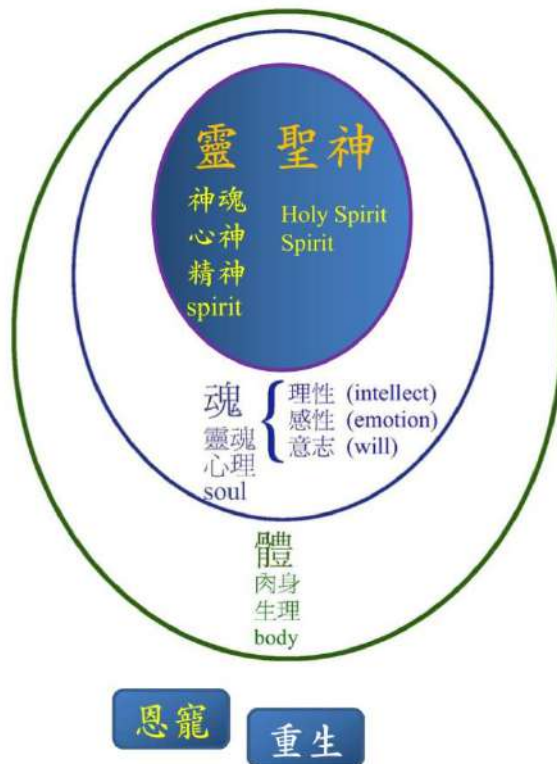 靈 聖神
神魂
心神
精神
spirit
Holy Spirit
Spirit
魂
靈魂
心理
soul
理性 (intellect)
感性 (emotion)
意志 (will)
體
肉身
生理
body
恩寵
重生